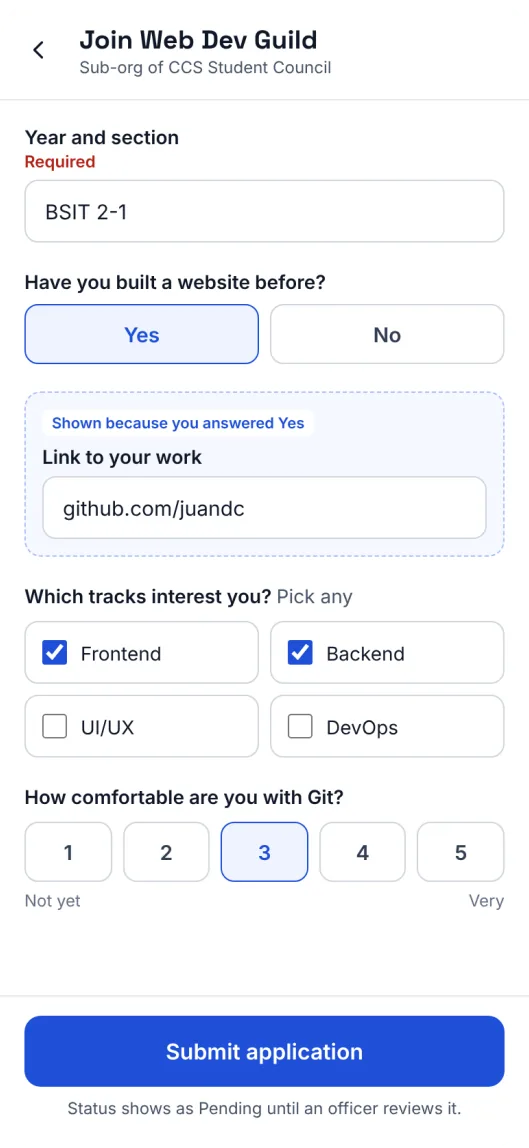 Join Web Dev Guild
Sub-org of CCS Student Council
Year and section
Required
BSIT 2-1
Have you built a website before?
Yes No
Shown because you answered Yes
Link to your work
github.com/juandc
Which tracks interest you? Pick any
Frontend Backend
UI/UX DevOps
How comfortable are you with Git?
1 2 3 4 5
Not yet Very
Submit application
Status shows as Pending until an officer reviews it.